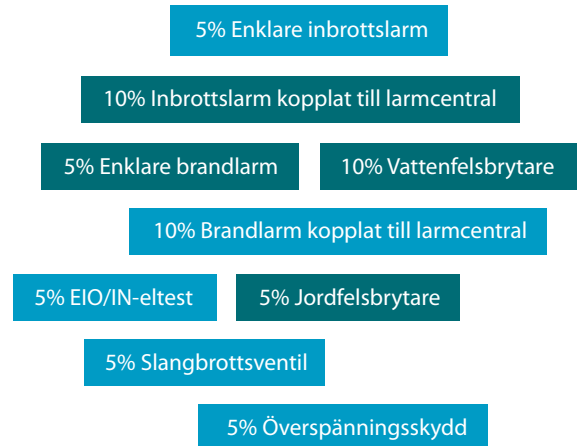 5% Enklare inbrottslarm
10% Inbrottslarm kopplat till larmcentral
5% Enklare brandlarm
10% Vattenfelsbrytare
10% Brandlarm kopplat till larmcentral
5% EIO/IN-eltest
5% Jordfelsbrytare
5% Slangbrottsventil
5% Överspänningsskydd